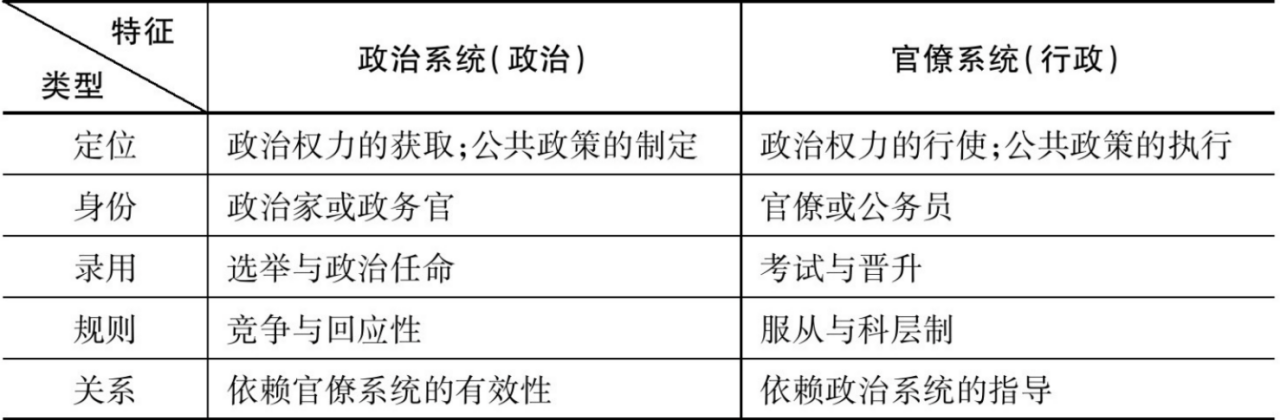 特征
类型
政治系统(政治)
官僚系统(行政)
定位
政治权力的获取;公共政策的制定
政治权力的行使;公共政策的执行
身份
政治家或政务官
官僚或公务员
录用
选举与政治任命
考试与晋升
规则
竞争与回应性
服从与科层制
关系
依赖官僚系统的有效性
依赖政治系统的指导